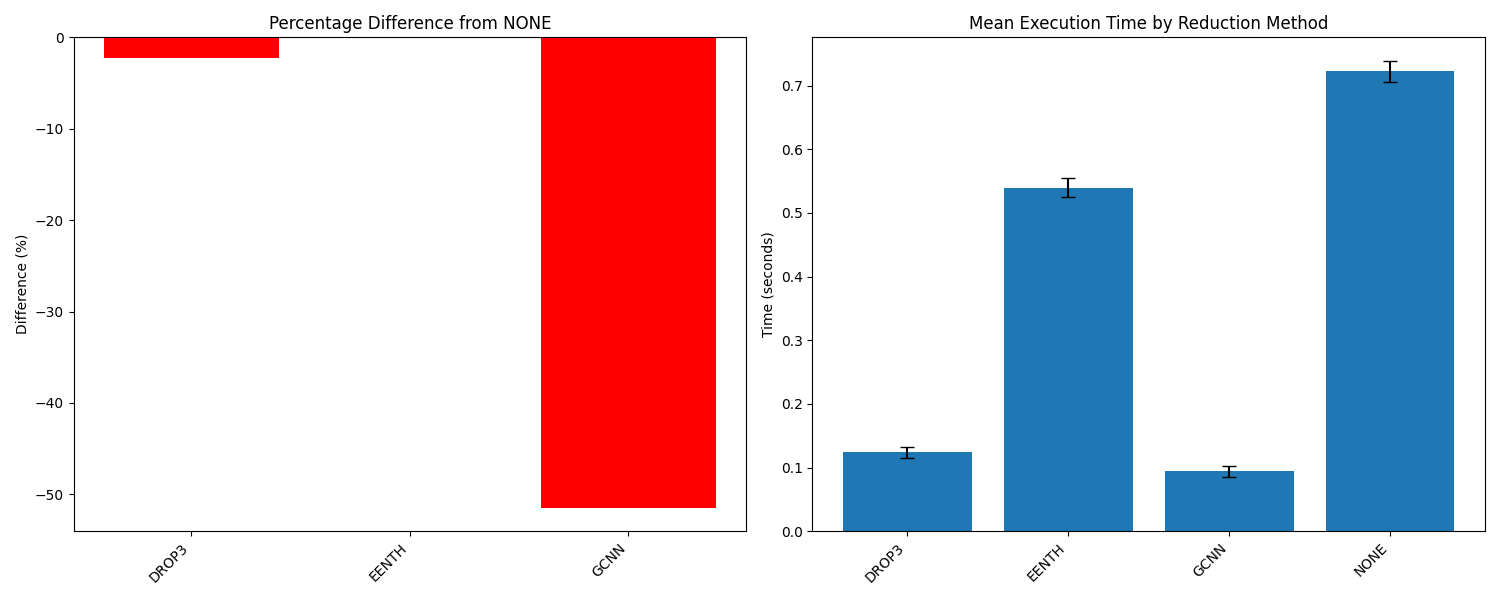 Percentage Difference from NONE
Difference (%)
0
−10
−20
−30
−40
−50
DROP3
EENTH
GCNN
Mean Execution Time by Reduction Method
Time (seconds)
0.7
0.6
0.5
0.4
0.3
0.2
0.1
0.0
DROP3
EENTH
GCNN
NONE